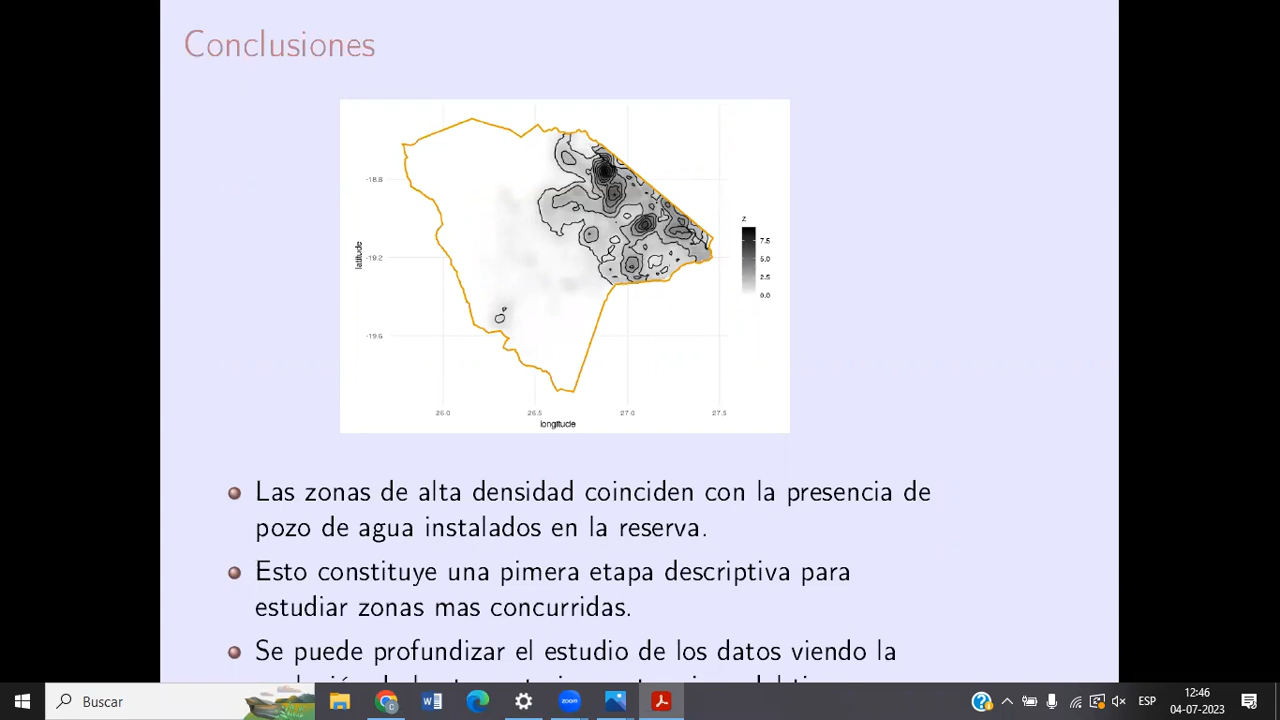 Conclusiones
-18.8
-19.2
-19.6
latitude
26.0
26.5
27.0
27.5
longitude
z
7.5
5.0
2.5
0.0
Las zonas de alta densidad coinciden con la presencia de
pozo de agua instalados en la reserva.
Esto constituye una pimera etapa descriptiva para
estudiar zonas mas concurridas.
Se puede profundizar el estudio de los datos viendo la
Buscar
zoom
W
ESP
12:46
04-07-2023